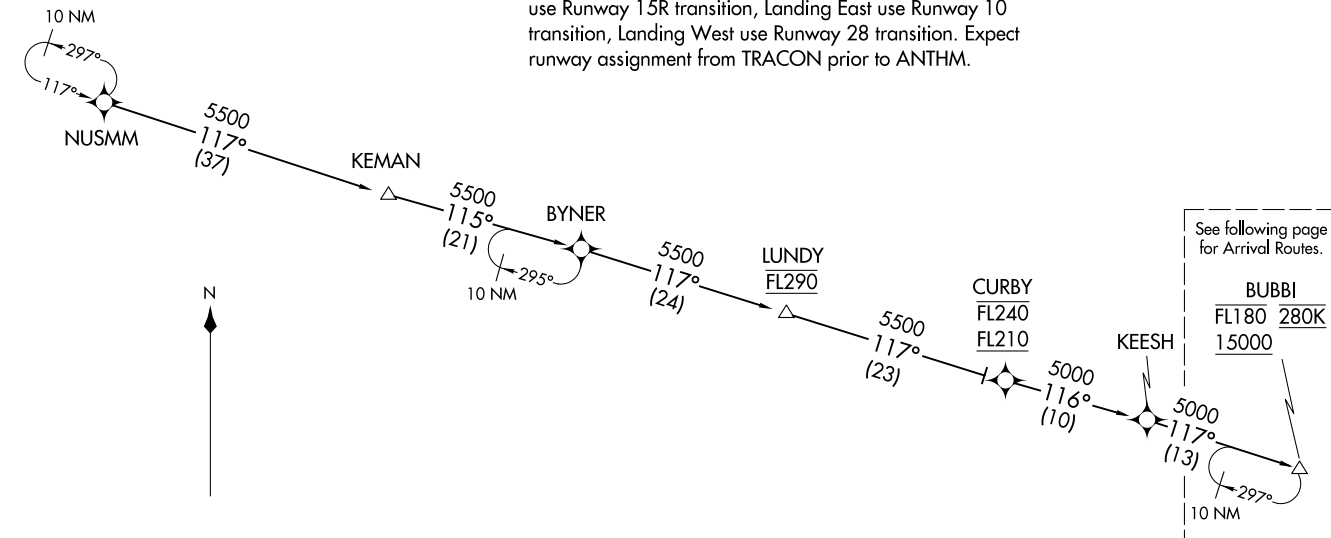 use Runway 15R transition, Landing East use Runway 10
transition, Landing West use Runway 28 transition. Expect
runway assignment from TRACON prior to ANTHM.
10 NM
297°
117°
NUSMM
5500
117°
(37)
KEMAN
5500
115°
(21)
BYNER
295°
10 NM
5500
117°
(24)
LUNDY
FL290
5500
117°
(23)
CURBY
FL240
FL210
5000
116°
(10)
KEESH
See following page
for Arrival Routes.
BUBBI
FL180 280K
15000
5000
117°
(13)
297°
10 NM
N